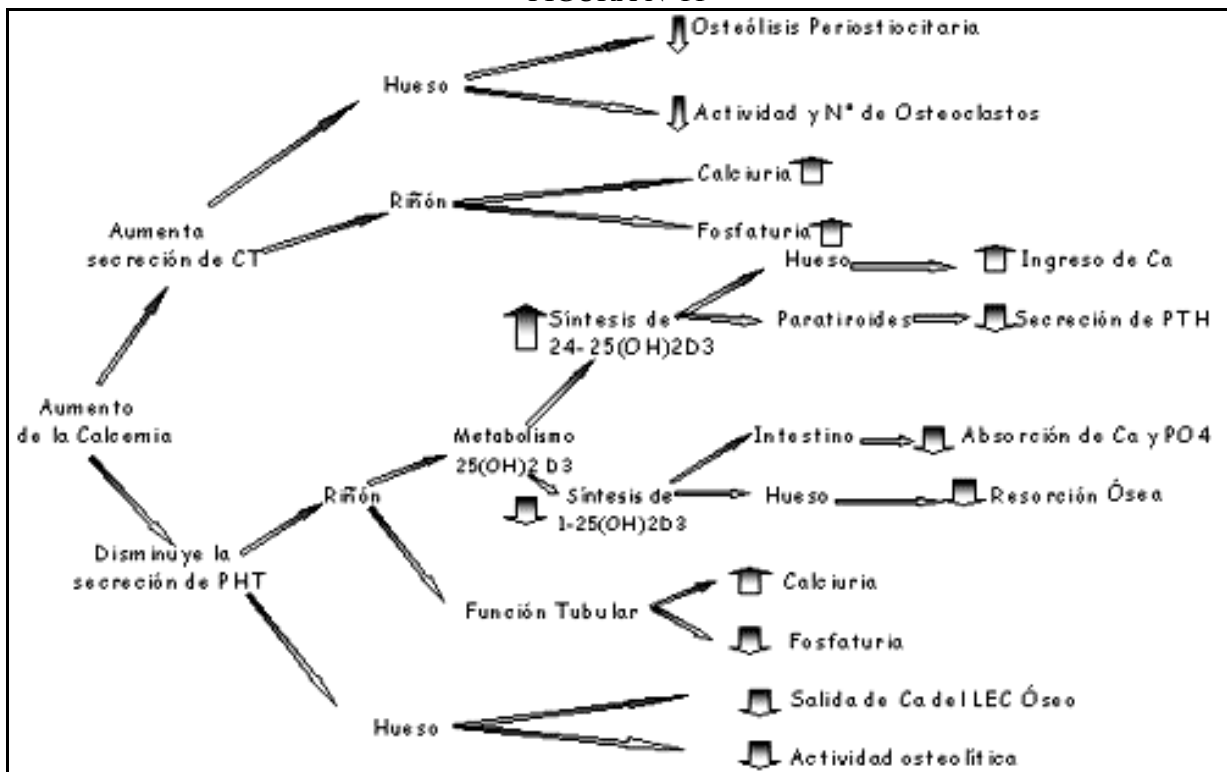 Osteólisis Periostiocitaria
Hueso
Actividad y Nº de Osteoclastos
Calciuria
Riñón
Fosfaturia
Aumenta
secreción de CT
Hueso
Ingreso de Ca
Síntesis de
24-25(OH)2D3
Paratiroides
Secreción de PTH
Aumento
de la Calcemia
Metabolismo
25(OH)2 D3
Intestino
Absorción de Ca y PO4
Riñón
Síntesis de
1-25(OH)2D3
Hueso
Resorción Ósea
Disminuye la
secreción de PHT
Función Tubular
Calciuria
Fosfaturia
Hueso
Salida de Ca del LEC Óseo
Actividad osteolítica